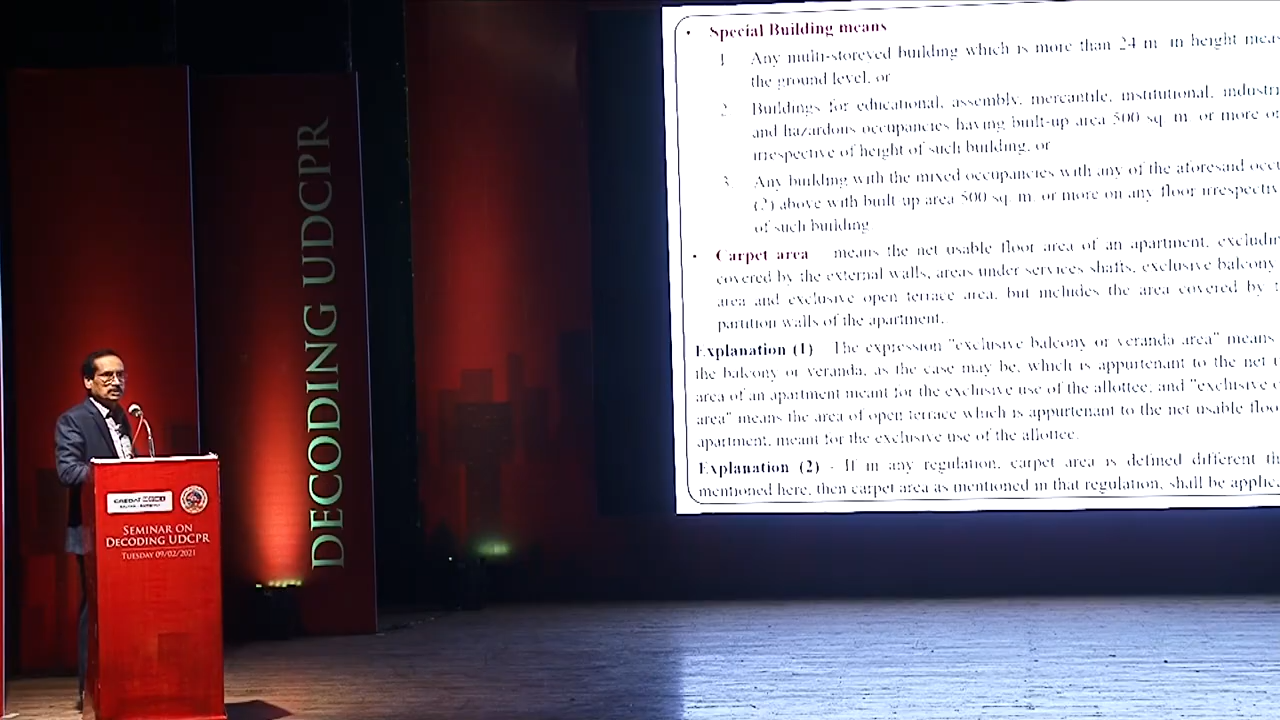 DECODING UDCPR
CREDAI MCHI
SEMINAR ON
DECODING UDCPR
TUESDAY 09/02/2021
• Special Building means
1. Any multi-storeyed building which is more than 24 m. in height meas
the ground level, or
2. Buildings for educational, assembly, mercantile, institutional, industri
and hazardous occupancies having built-up area 500 sq. m. or more
irrespective of height of such building, or
3. Any building with the mixed occupancies with any of the aforesaid occ
(2) above with built up area 500 sq. m. or more on any floor irrespectiv
of such building.
• Carpet area means the net usable floor area of an apartment, excludin
covered by the external walls, areas under services shafts, exclusive balcony
area and exclusive open terrace area, but includes the area covered by
partition walls of the apartment.
Explanation (1) The expression "exclusive balcony or veranda area" means
the balcony or veranda, as the case may be, which is appurtenant to the net
area of an apartment meant for the exclusive use of the allottee, and "exclusive
area" means the area of open terrace which is appurtenant to the net usable floo
apartment, meant for the exclusive use of the allottee.
Explanation (2) - If in any regulation, carpet area is defined different
mentioned here, then carpet area as mentioned in that regulation, shall be applic